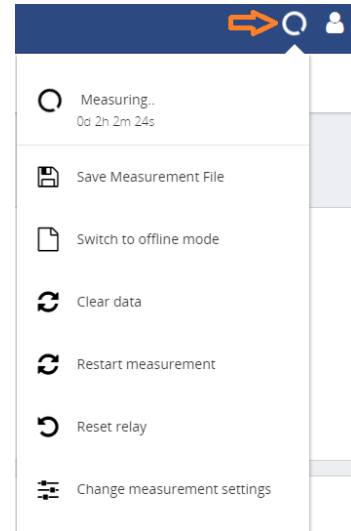 Measuring..
0d 2h 2m 24s
Save Measurement File
Switch to offline mode
Clear data
Restart measurement
Reset relay
Change measurement settings